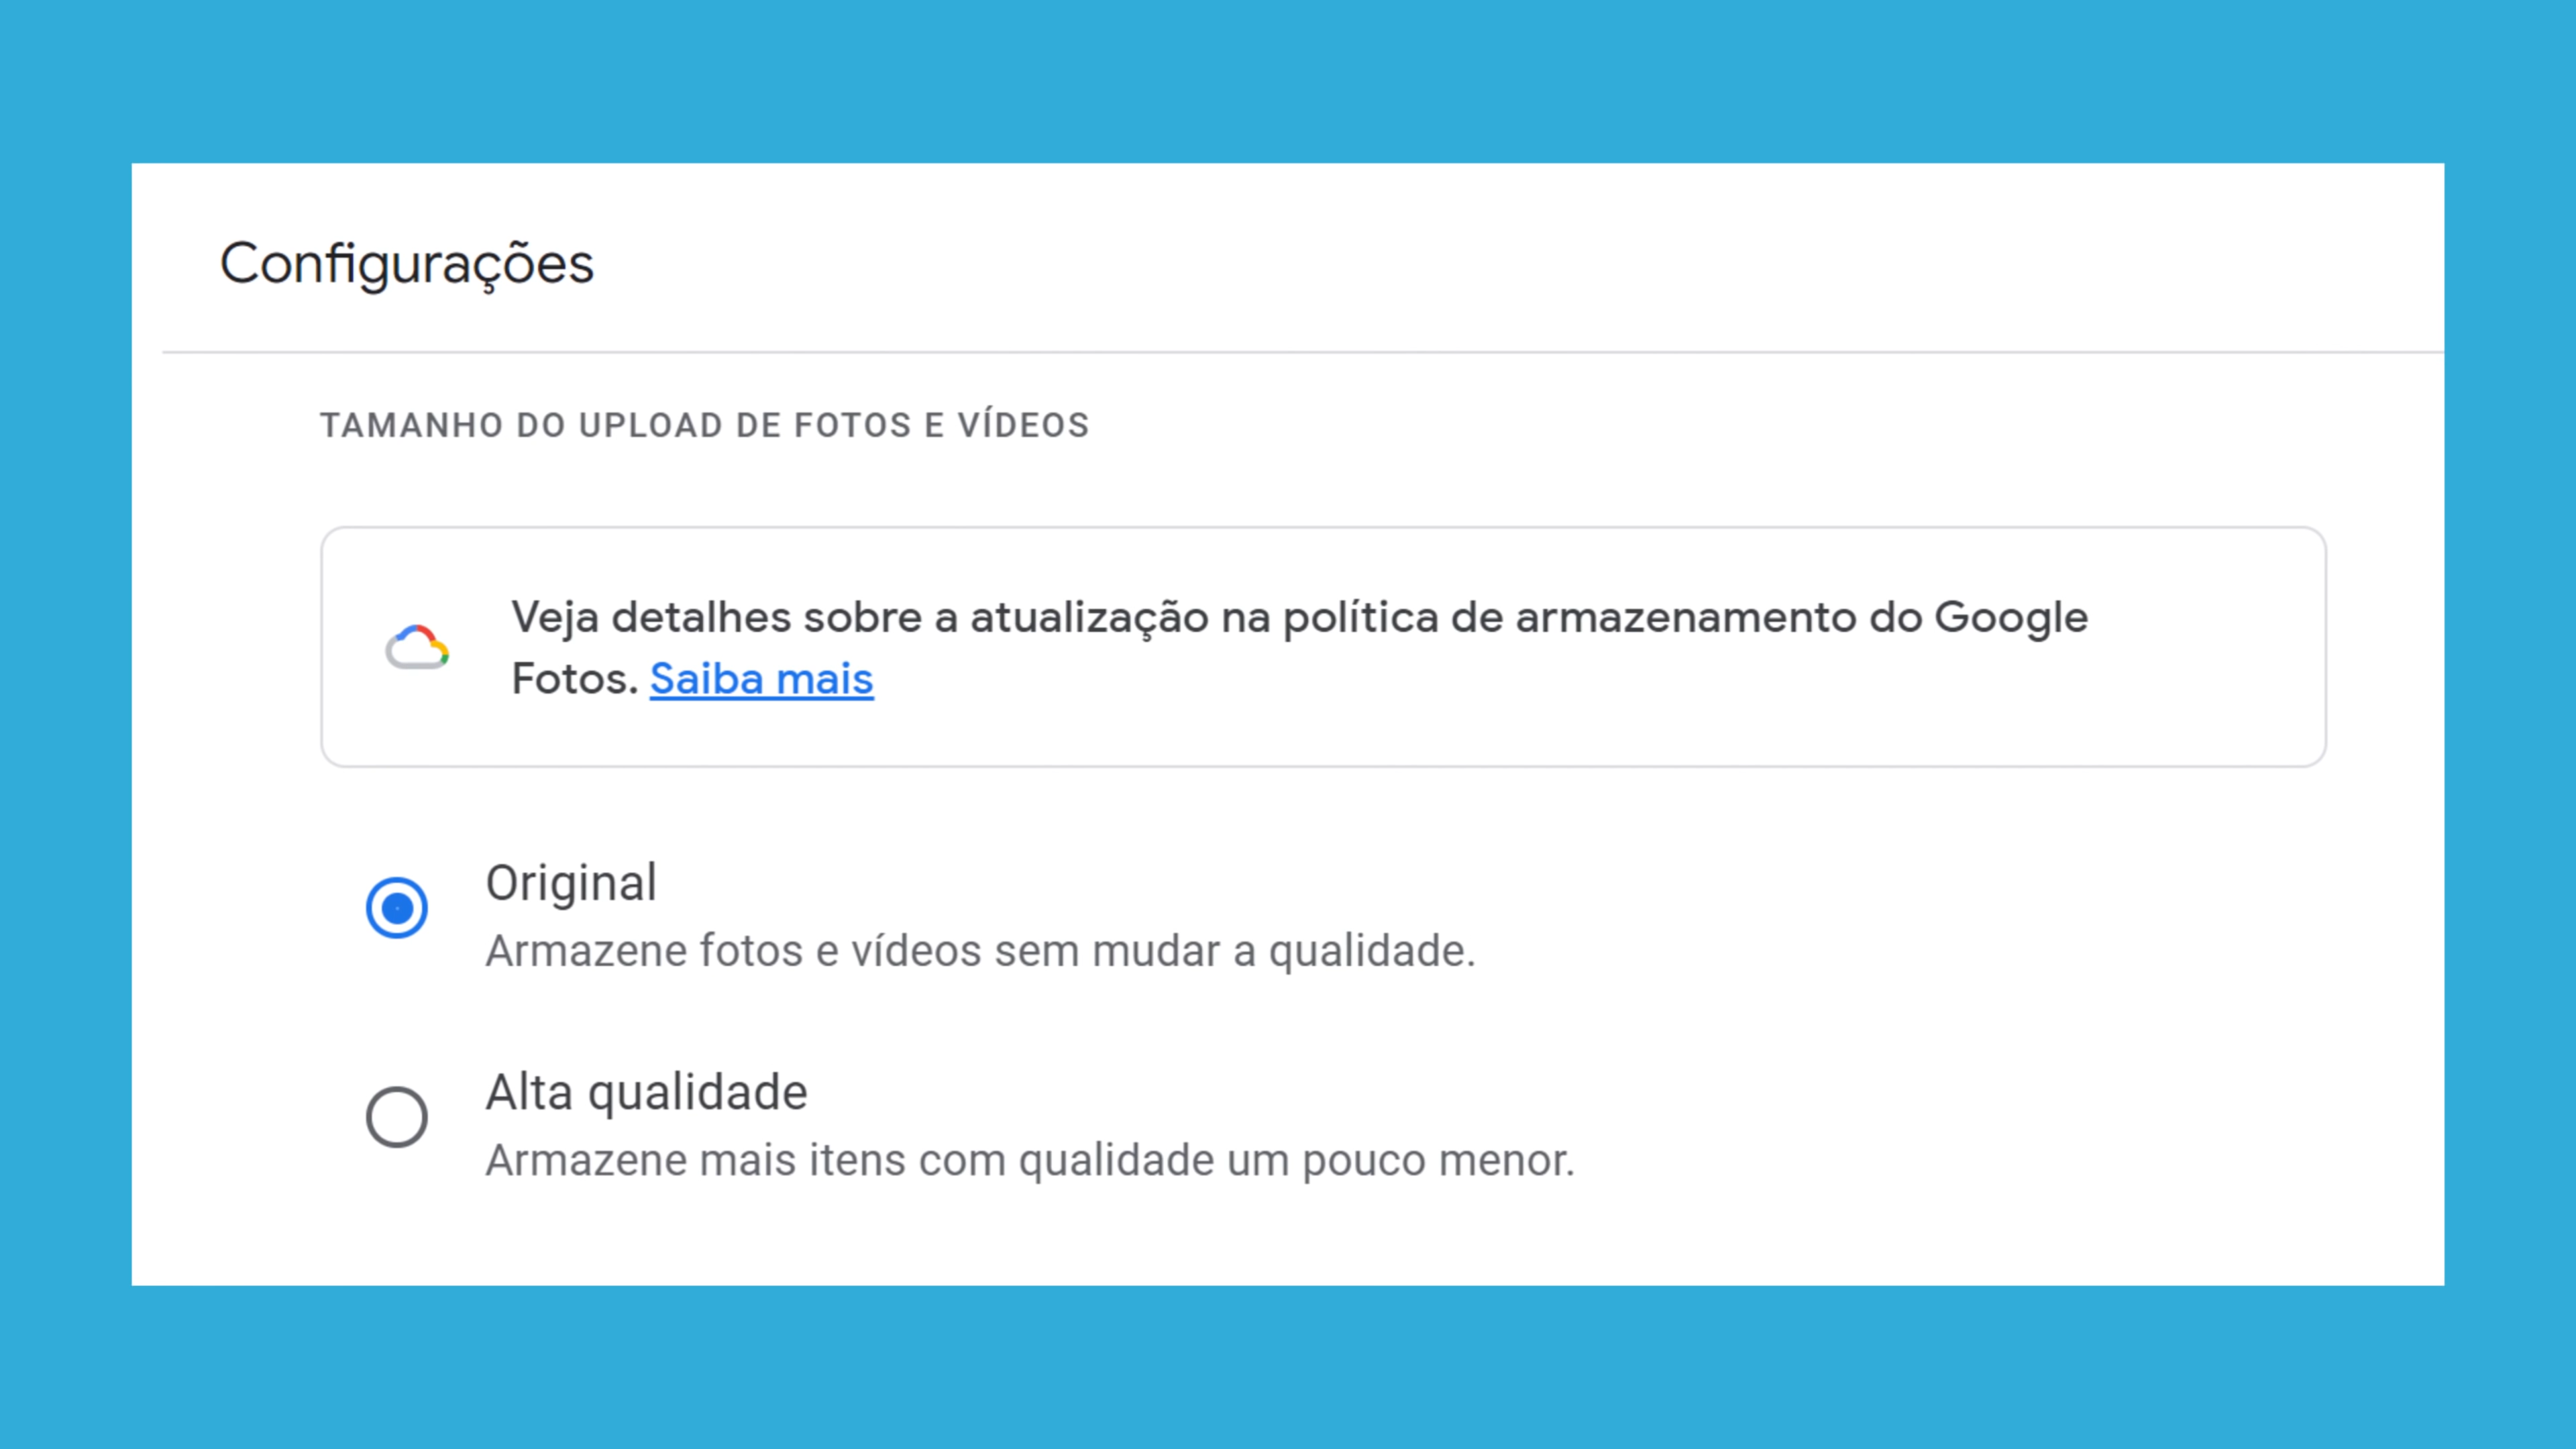 Configurações
TAMANHO DO UPLOAD DE FOTOS E VÍDEOS
Veja detalhes sobre a atualização na política de armazenamento do Google
Fotos. Saiba mais
Original
Armazene fotos e vídeos sem mudar a qualidade.
Alta qualidade
Armazene mais itens com qualidade um pouco menor.